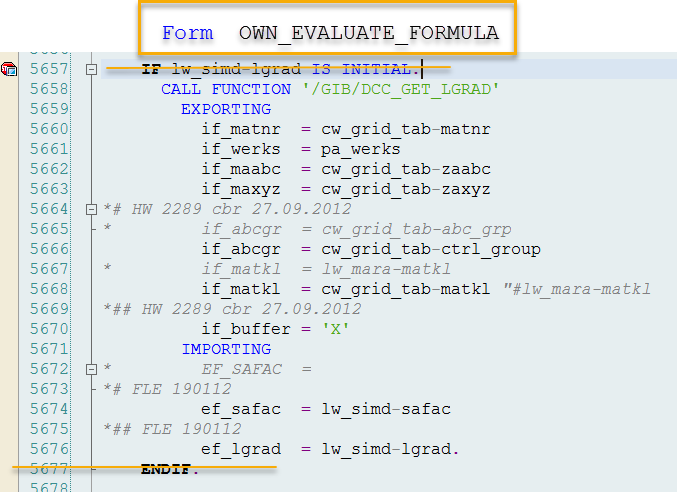 Form OWN_EVALUATE_FORMULA
5657 IF lw_simd-lgrad IS INITIAL.
5658 CALL FUNCTION '/GIB/DCC_GET_LGRAD'
5659 EXPORTING
5660 if_matnr = cw_grid_tab-matnr
5661 if_werks = pa_werks
5662 if_maabc = cw_grid_tab-zaabc
5663 if_maxyz = cw_grid_tab-zaxyz
5664 *# HW 2289 cbr 27.09.2012
5665 * if_abcgr = cw_grid_tab-abc_grp
5666 if_abcgr = cw_grid_tab-ctrl_group
5667 * if_matkl = lw_mara-matkl
5668 if_matkl = cw_grid_tab-matkl "#lw_mara-matkl
5669 *## HW 2289 cbr 27.09.2012
5670 if_buffer = 'X'
5671 IMPORTING
5672 * EF_SAFAC =
5673 *# FLE 190112
5674 ef_safac = lw_simd-safac
5675 *## FLE 190112
5676 ef_lgrad = lw_simd-lgrad.
5677 ENDIF.
5678